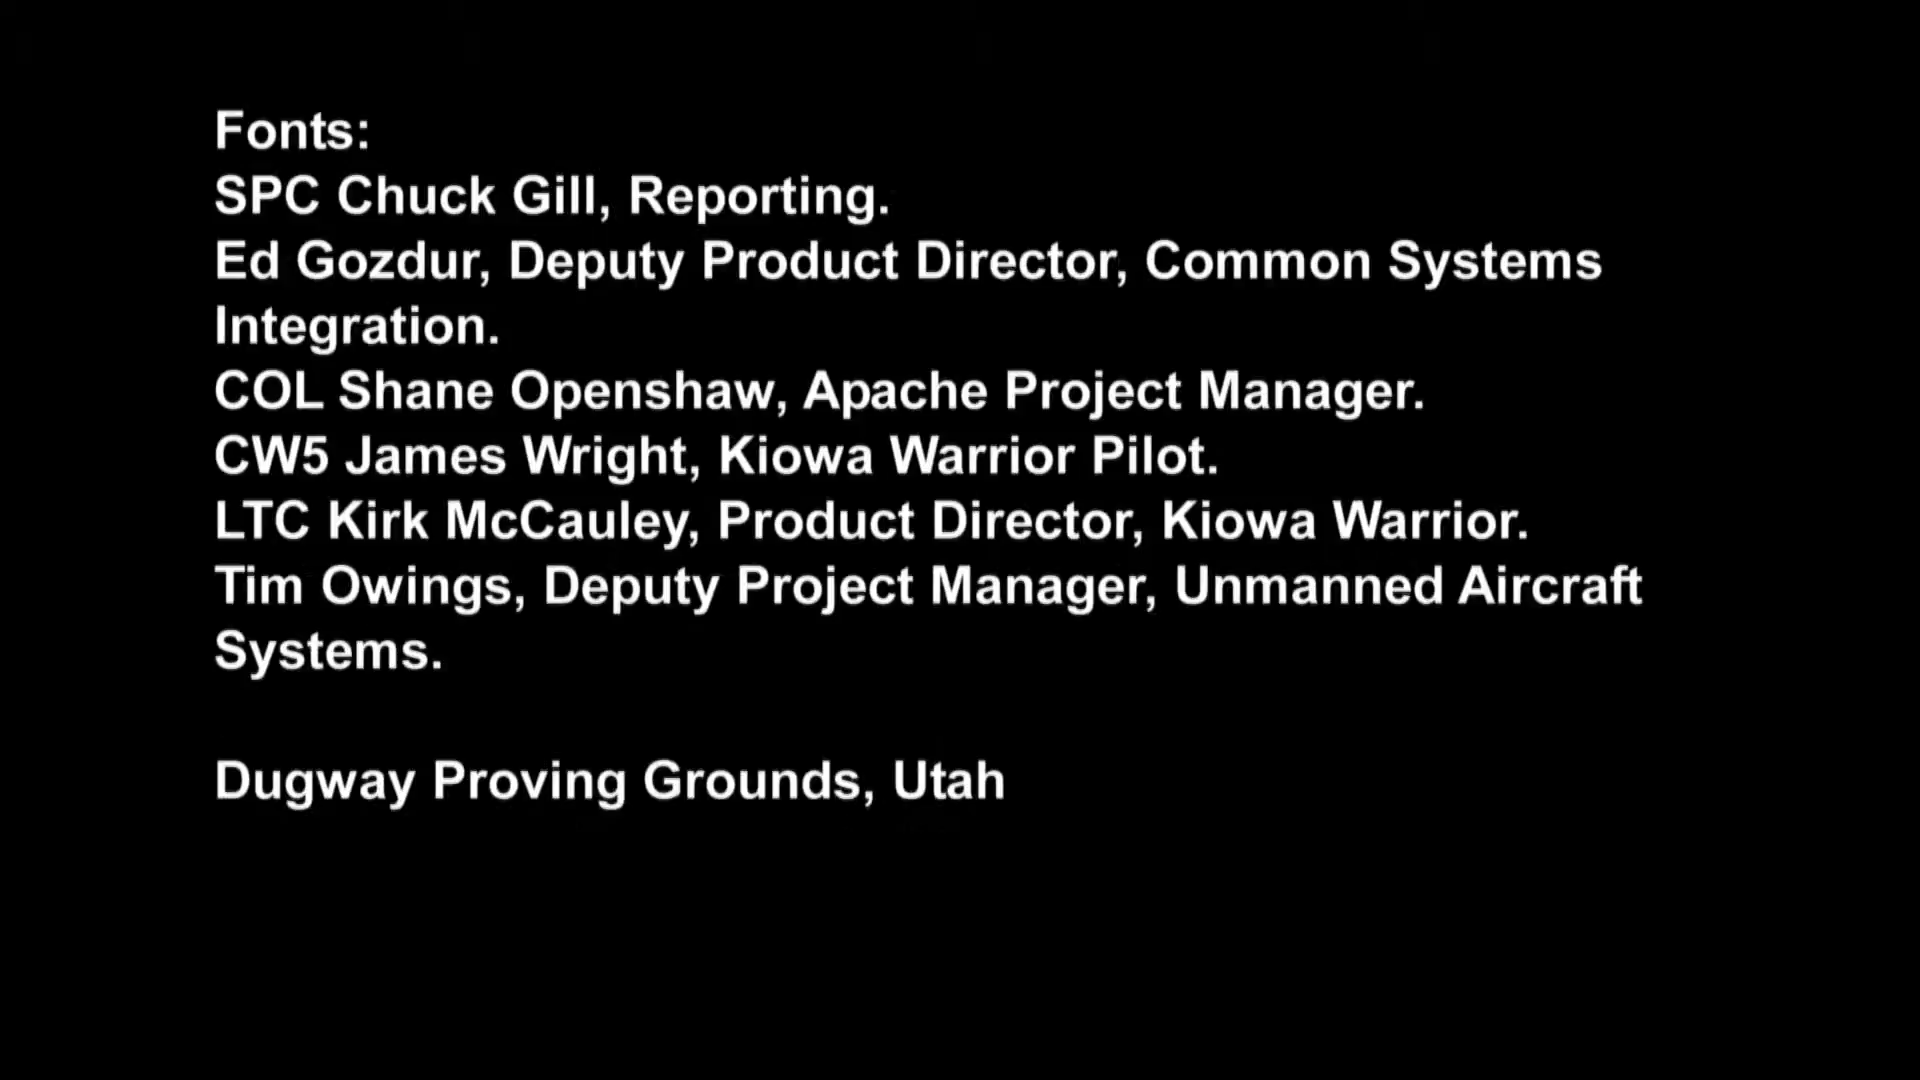 Fonts:
SPC Chuck Gill, Reporting.
Ed Gozdur, Deputy Product Director, Common Systems
Integration.
COL Shane Openshaw, Apache Project Manager.
CW5 James Wright, Kiowa Warrior Pilot.
LTC Kirk McCauley, Product Director, Kiowa Warrior.
Tim Owings, Deputy Project Manager, Unmanned Aircraft
Systems.
Dugway Proving Grounds, Utah